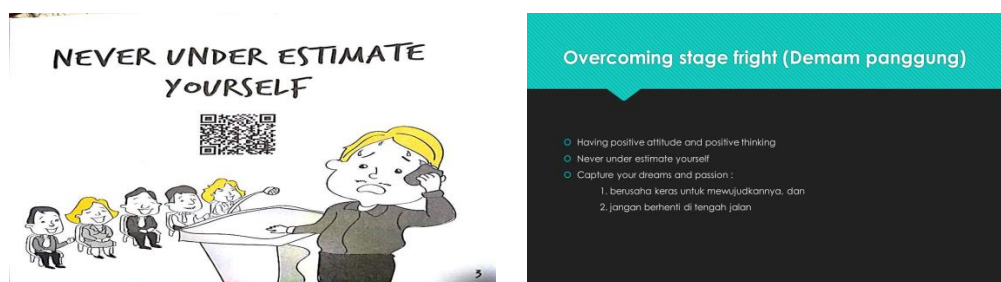 NEVER UNDER ESTIMATE
YOURSELF
3
Overcoming stage fright (Demam panggung)
Having positive attitude and positive thinking
Never under estimate yourself
Capture your dreams and passion :
1. berusaha keras untuk mewujudkannya, dan
2. jangan berhenti di tengah jalan